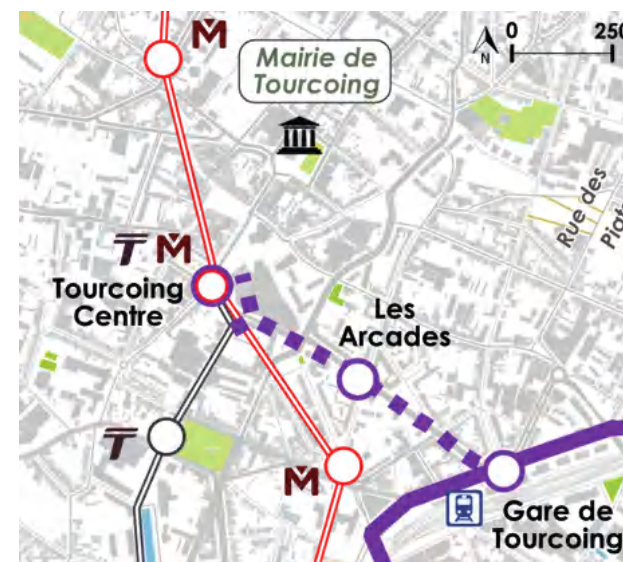 M
Mairie de
Tourcoing
N
0
250
Rue des
T M
Tourcoing
Centre
Les
Arcades
T
M
Gare de
Tourcoing